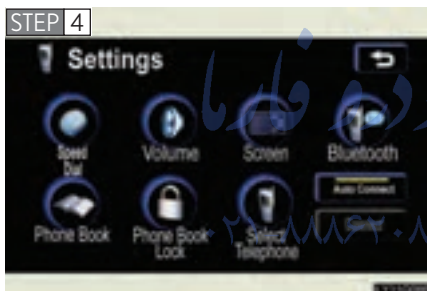 STEP 4
Settings
Speed Dial
Volume
Screen
Bluetooth
Auto Connect
Phone Book
Phone Book Lock
Select Telephone